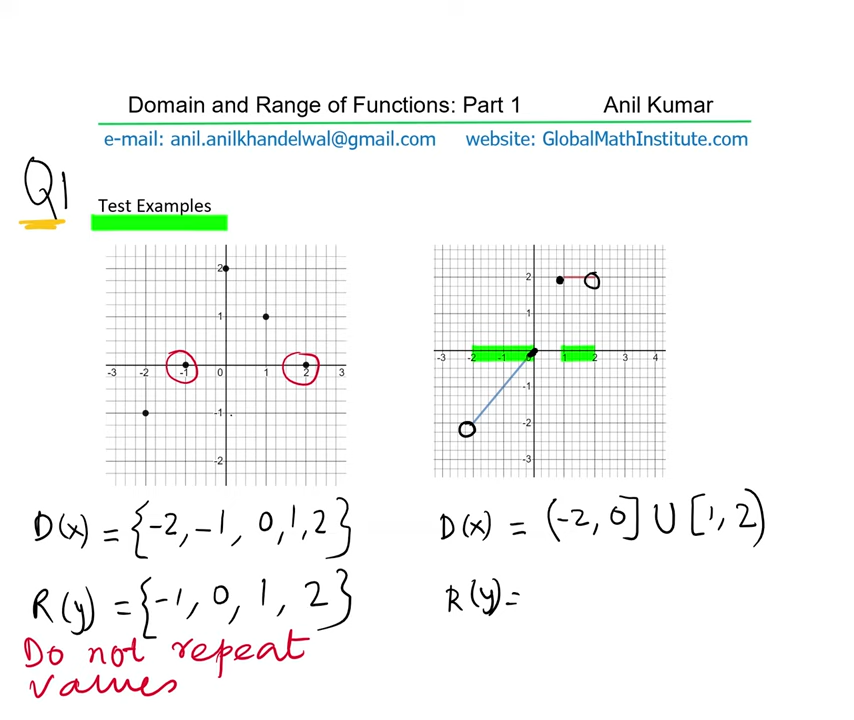 Domain and Range of Functions: Part 1 Anil Kumar
e-mail: anil.anilkhandelwal@gmail.com website: GlobalMathInstitute.com
Q1
Test Examples
2
1
-3 -2 -1 0 1 2 3
-1
-2
2
1
-3 -2 -1 0 1 2 3 4
-1
-2
-3
D(x) = {-2, -1, 0, 1, 2}
R(y) = {-1, 0, 1, 2}
Do not repeat
values
D(x) = (-2, 0] ∪ [1, 2)
R(y) =